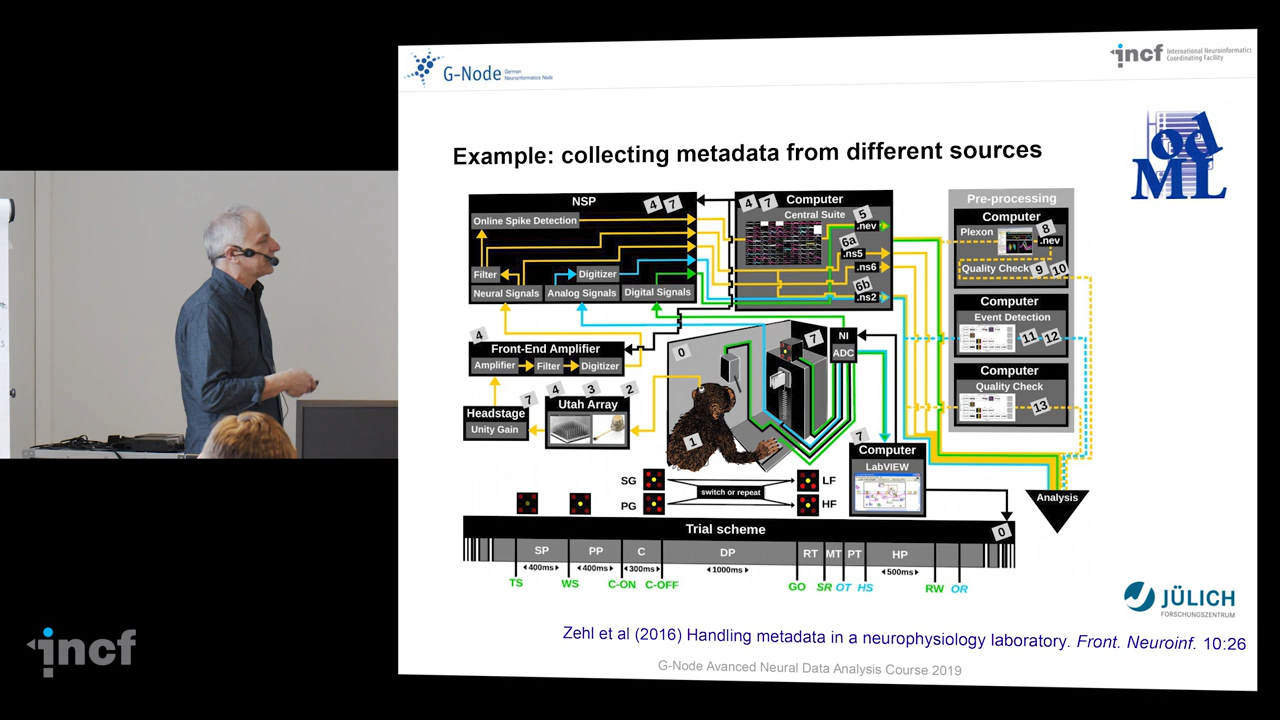 G-Node
German
Neuroinformatics Node
incf
International Neuroinformatics
Coordinating Facility
odML
Example: collecting metadata from different sources
NSP
4 7
Online Spike Detection
Filter
Digitizer
Neural Signals
Analog Signals
Digital Signals
4 7
Computer
Central Suite
5
.nev
6a
.ns5
.ns6
6b
.ns2
Pre-processing
Computer
Plexon
8
.nev
Quality Check
9 10
Computer
Event Detection
11 12
Computer
Quality Check
13
4
Front-End Amplifier
Amplifier
Filter
Digitizer
0
7
NI
ADC
7
Headstage
Unity Gain
4 3 2
Utah Array
1
7
Computer
LabVIEW
Analysis
SG
PG
switch or repeat
LF
HF
0
Trial scheme
SP
PP
C
DP
RT
MT
PT
HP
400ms
400ms
300ms
1000ms
500ms
TS
WS
C-ON
C-OFF
GO
SR
OT
HS
RW
OR
JÜLICH
FORSCHUNGSZENTRUM
Zehl et al (2016) Handling metadata in a neurophysiology laboratory. Front. Neuroinf. 10:26
G-Node Avanced Neural Data Analysis Course 2019
incf